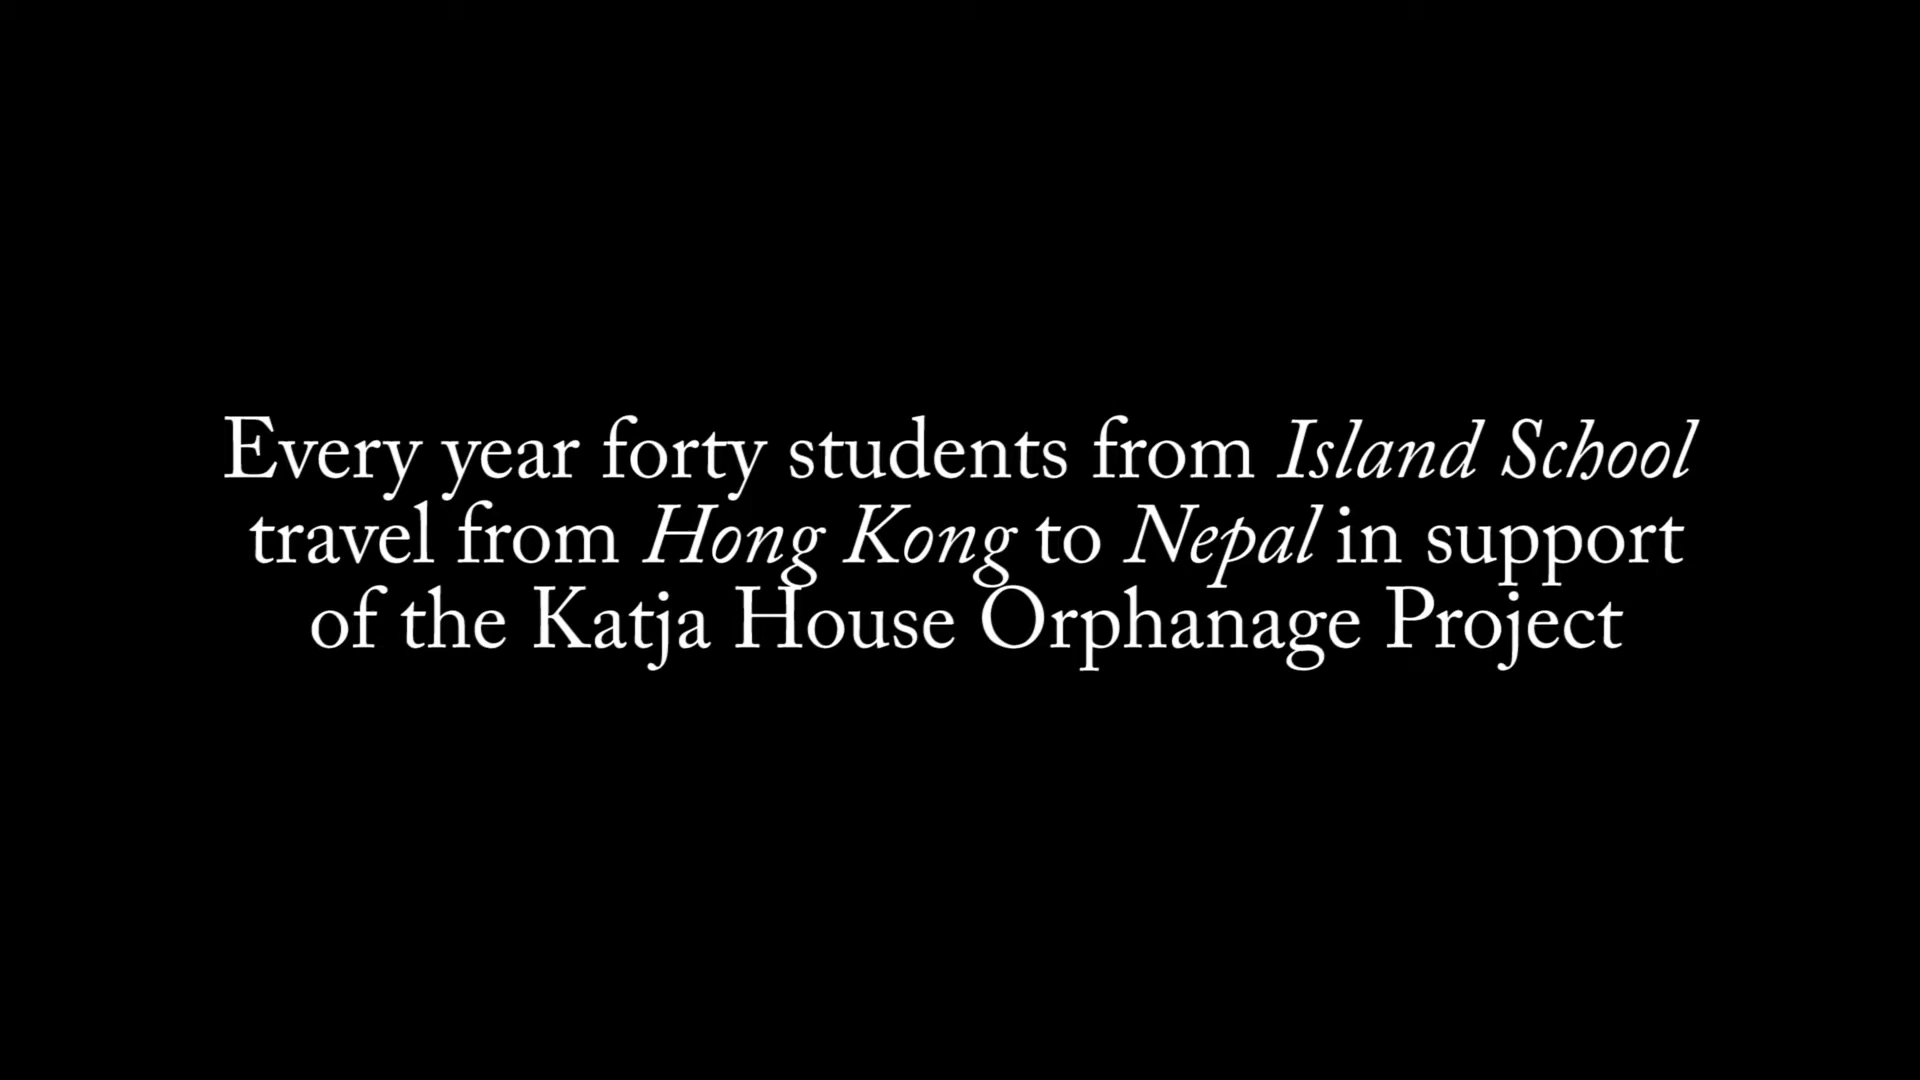 Every year forty students from Island School
travel from Hong Kong to Nepal in support
of the Katja House Orphanage Project